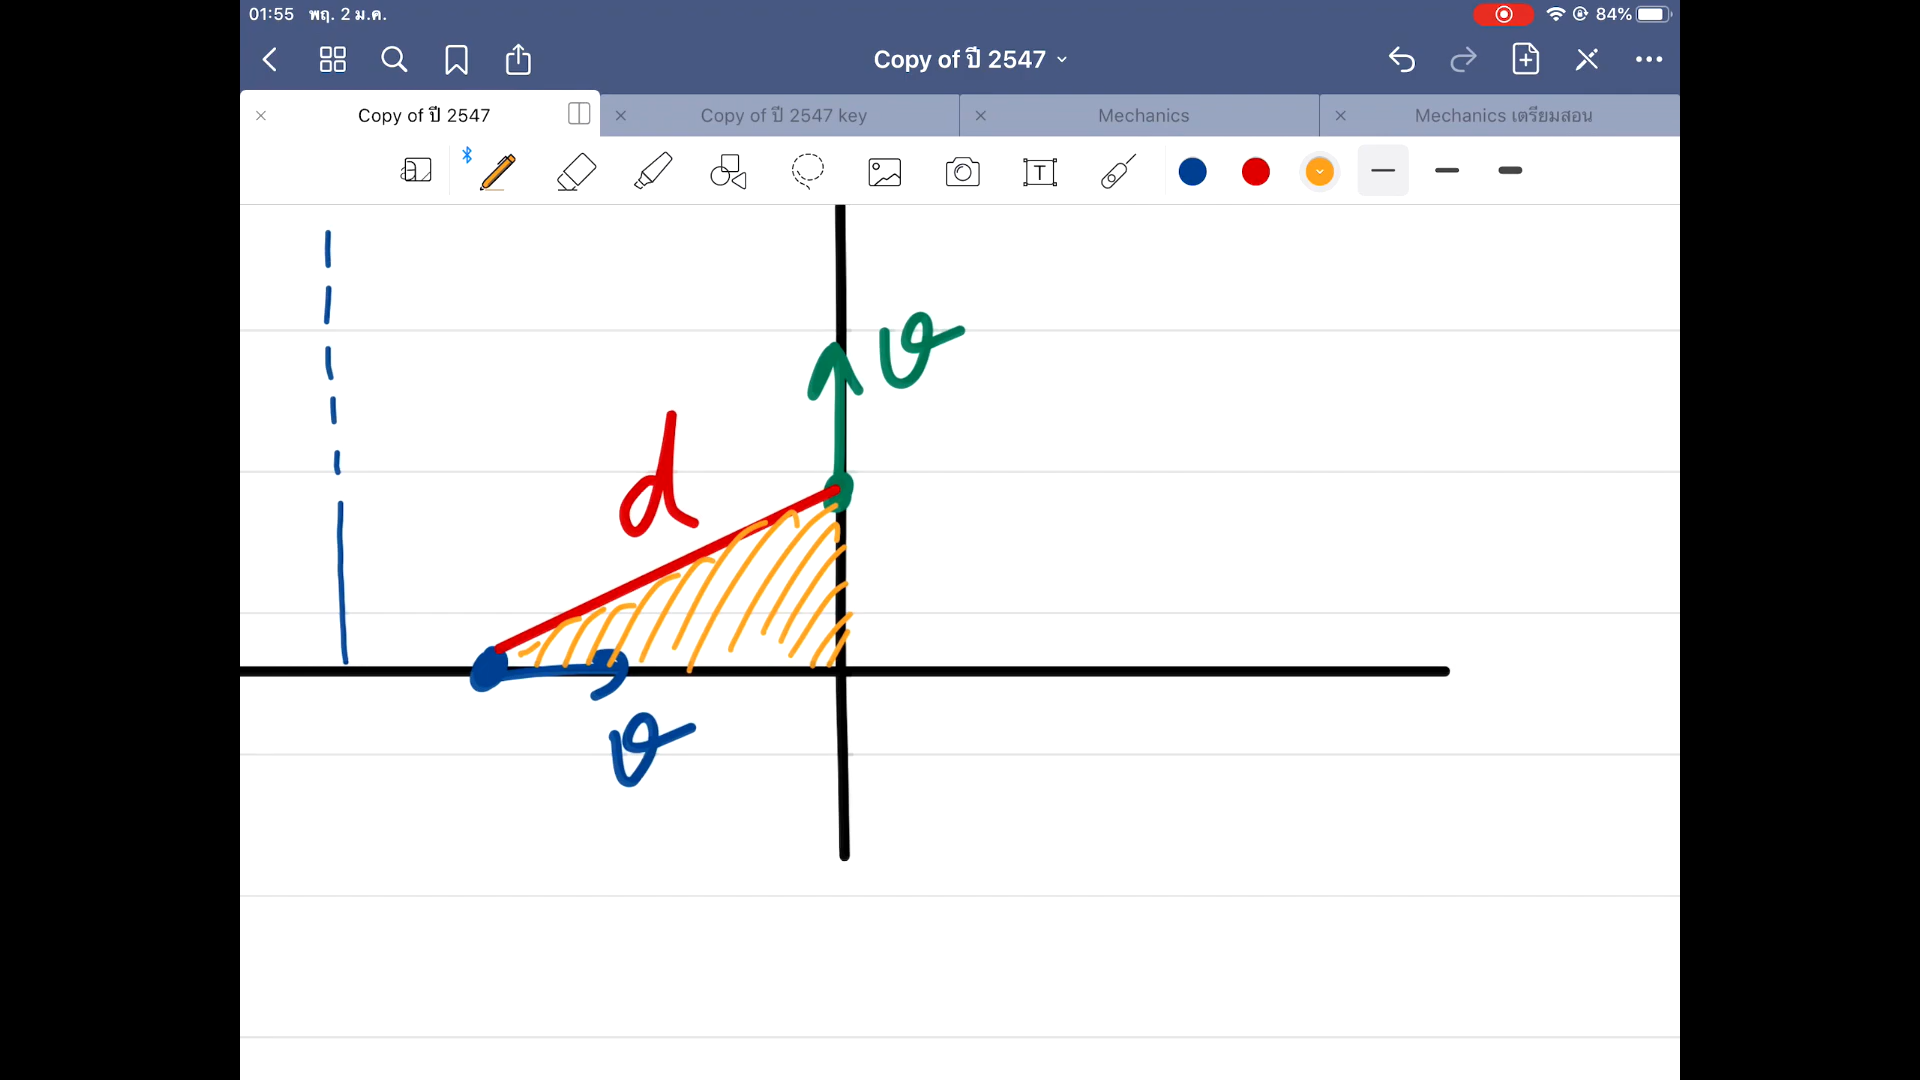 01:55 พฤ. 2 ม.ค.
84%
Copy of ปี 2547
Copy of ปี 2547
Copy of ปี 2547 key
Mechanics
Mechanics เตรียมสอน
a
T
v
d
v